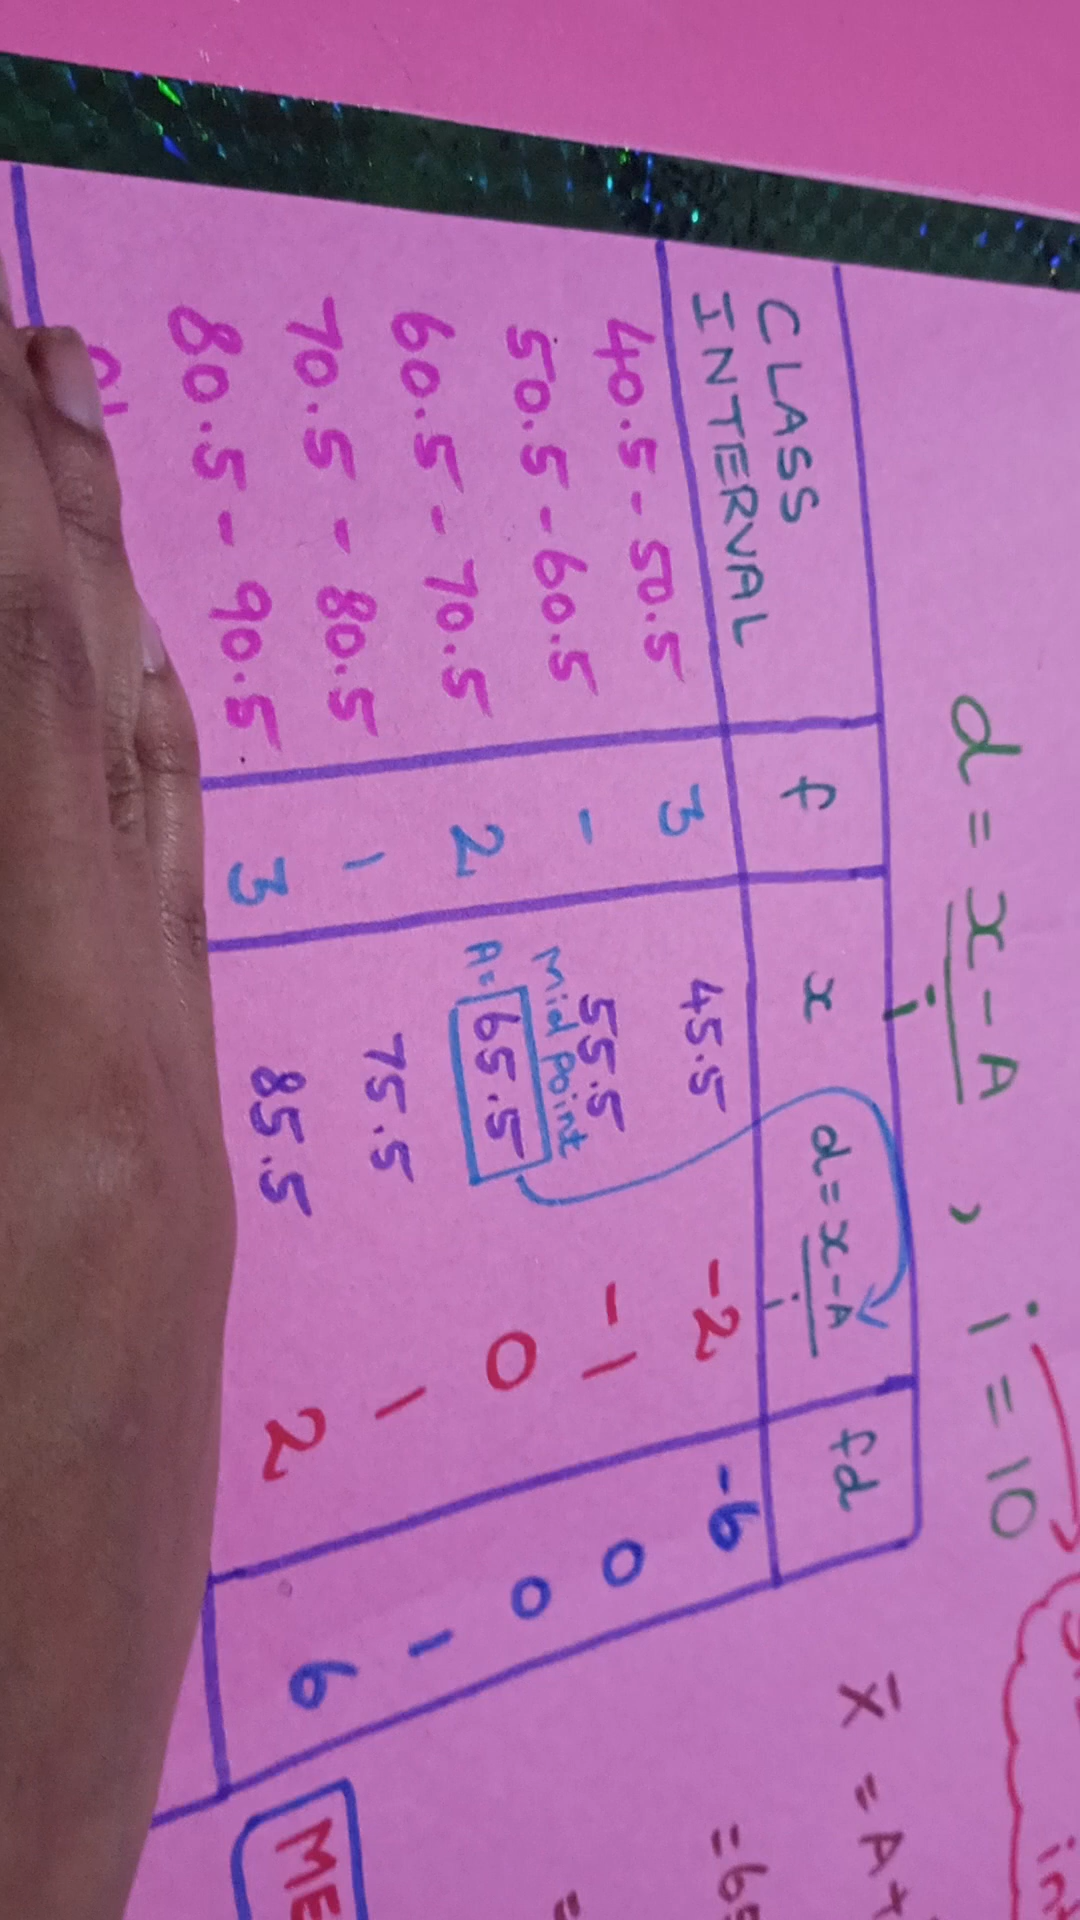 d = x - A , i = 10
i
CLASS INTERVAL f x d = x - A fd
i
40.5 - 50.5 3 45.5 -2 -6
50.5 - 60.5 - 55.5 -1 0
Mid Point
60.5 - 70.5 2 A = 65.5 0 0
70.5 - 80.5 1 75.5 1 1
80.5 - 90.5 3 85.5 2 6
x̄ = A +
= 65
=
ME